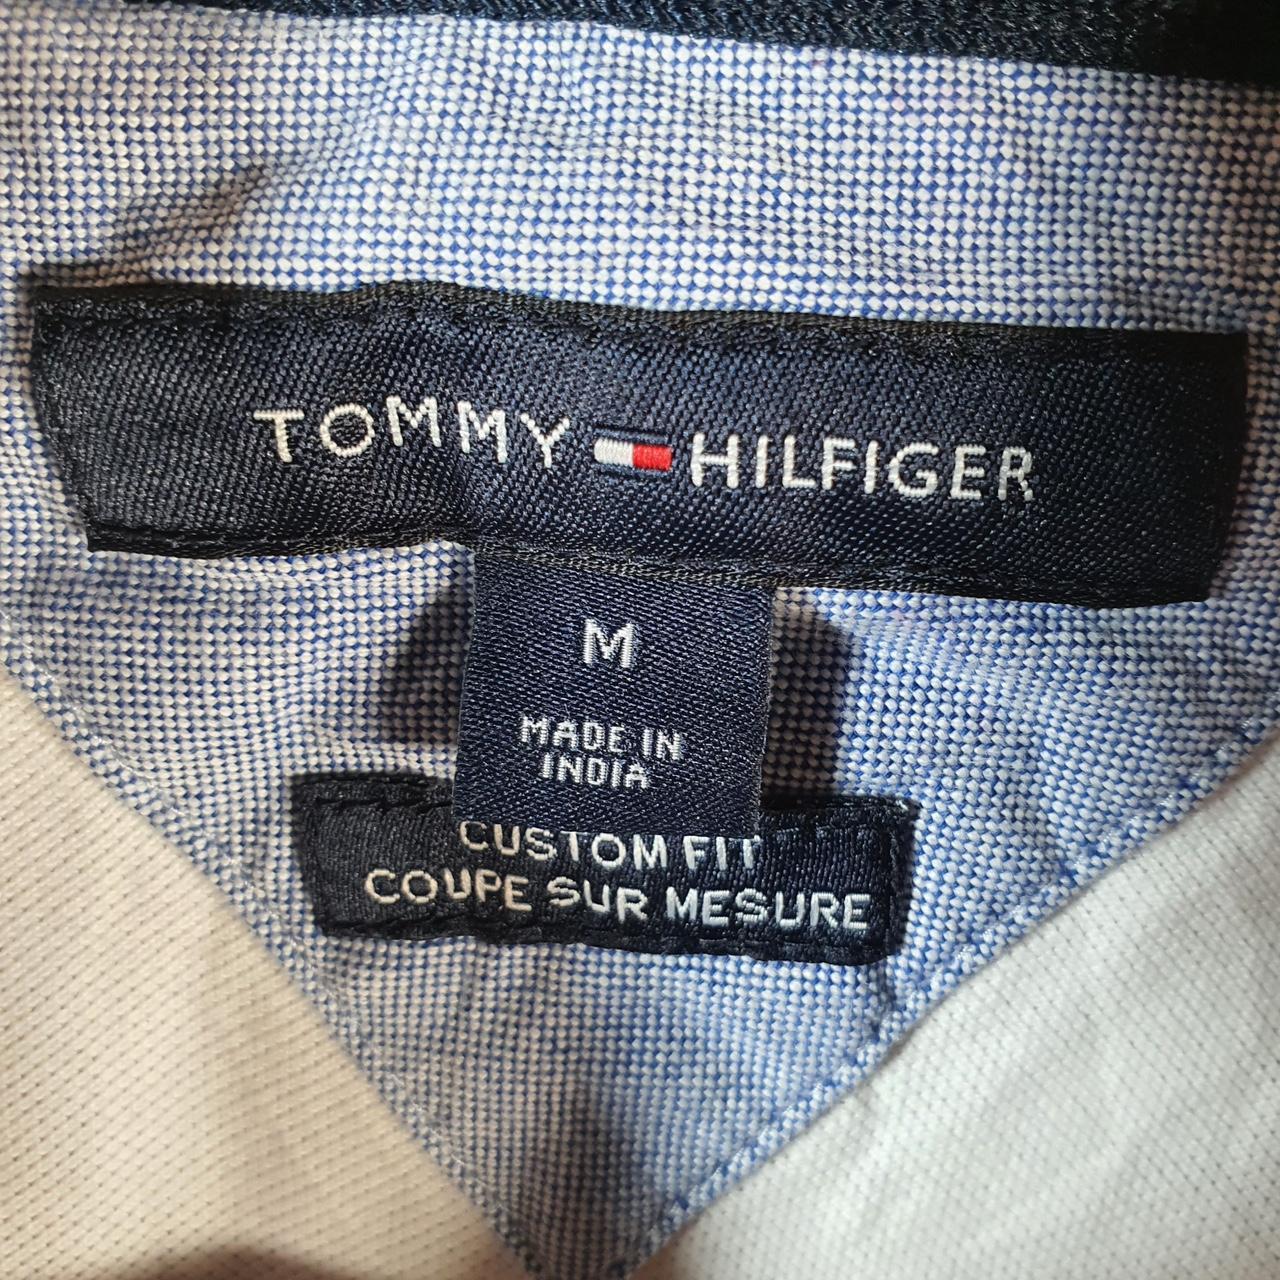 TOMMY HILFIGER
M
MADE IN
INDIA
CUSTOM FIT
COUPE SUR MESURE